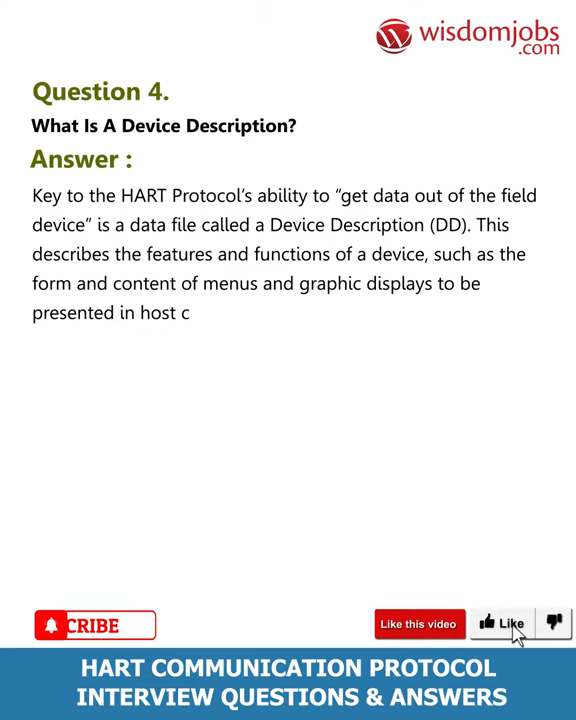 wisdomjobs
.com
Question 4.
What Is A Device Description?
Answer :
Key to the HART Protocol’s ability to “get data out of the field
device” is a data file called a Device Description (DD). This
describes the features and functions of a device, such as the
form and content of menus and graphic displays to be
presented in host c
CRIBE
Like this video
Like
HART COMMUNICATION PROTOCOL
INTERVIEW QUESTIONS & ANSWERS